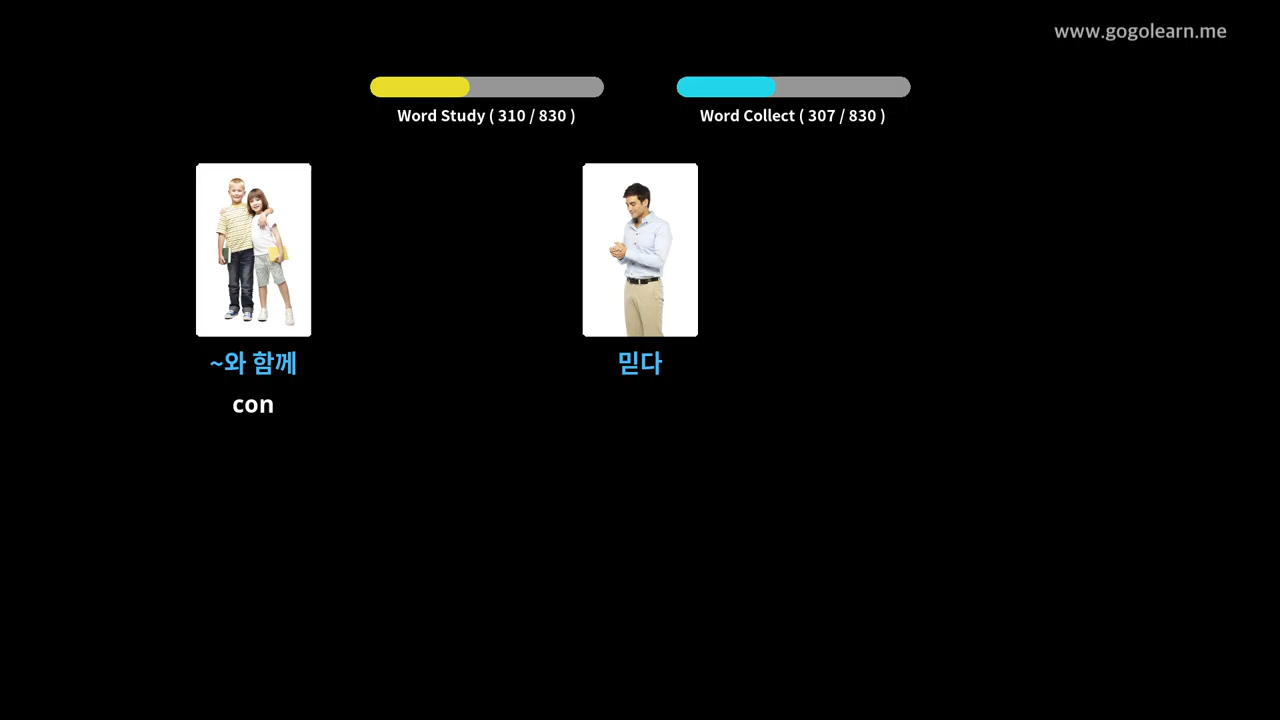 www.gogolearn.me
Word Study ( 310 / 830 )
Word Collect ( 307 / 830 )
~와 함께
믿다
con